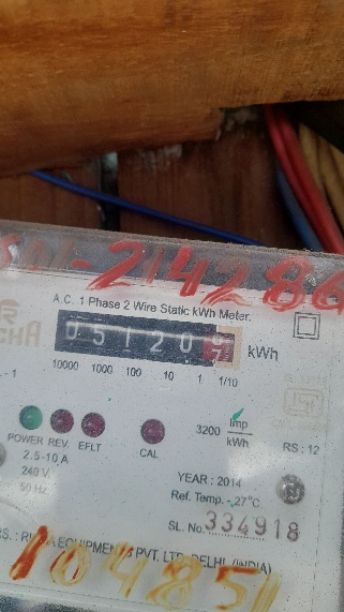 A.C. 1 Phase 2 Wire Static kWh Meter.
05120 kWh
10000 1000 100 10 1 1/10
POWER REV. EFLT CAL
3200 Imp/kWh
2.5-10 A
240 V
50 Hz
RS : 12
YEAR : 2014
Ref. Temp. - 27°C
SL. No. 334918
PVT. LTD. DELHI (INDIA)
104851